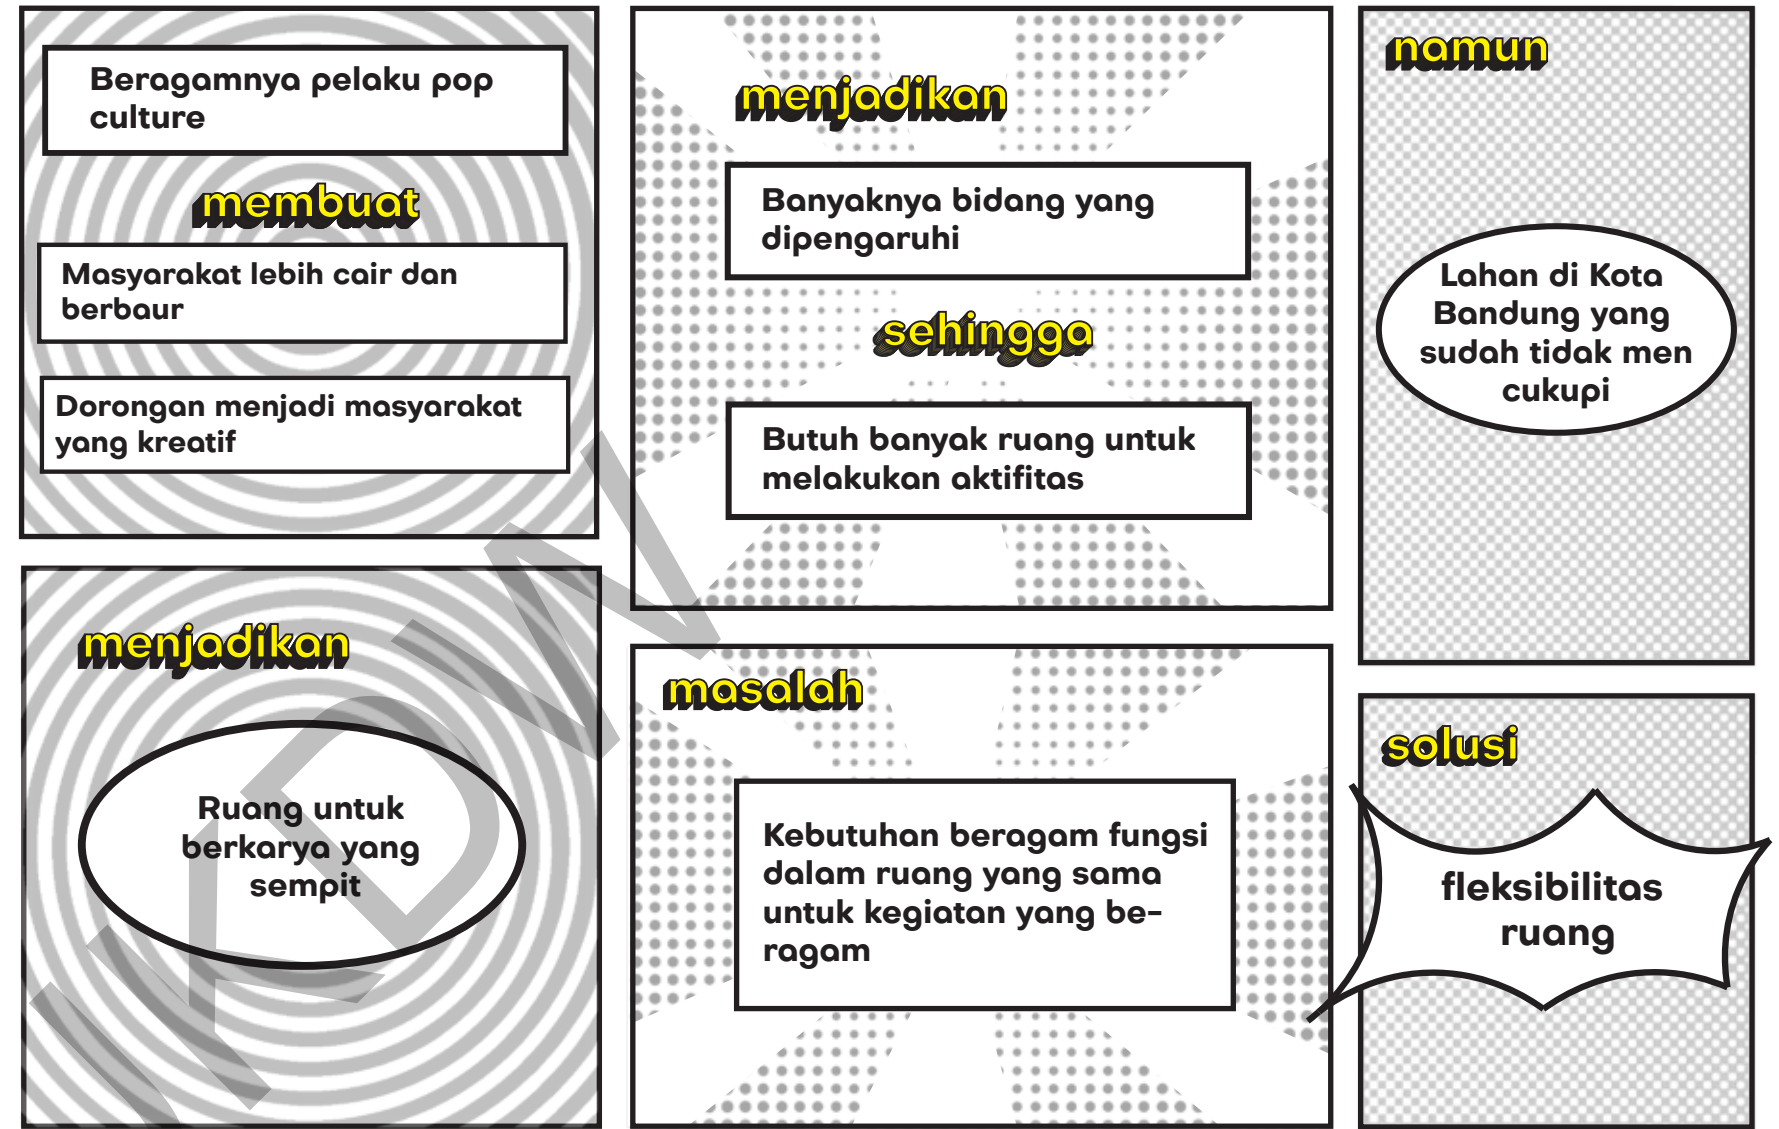 Beragamnya pelaku pop
culture
membuat
Masyarakat lebih cair dan
berbaur
Dorongan menjadi masyarakat
yang kreatif
menjadikan
Banyaknya bidang yang
dipengaruhi
sehingga
Butuh banyak ruang untuk
melakukan aktifitas
namun
Lahan di Kota
Bandung yang
sudah tidak men
cukupi
menjadikan
Ruang untuk
berkarya yang
sempit
masalah
Kebutuhan beragam fungsi
dalam ruang yang sama
untuk kegiatan yang be-
ragam
solusi
fleksibilitas
ruang